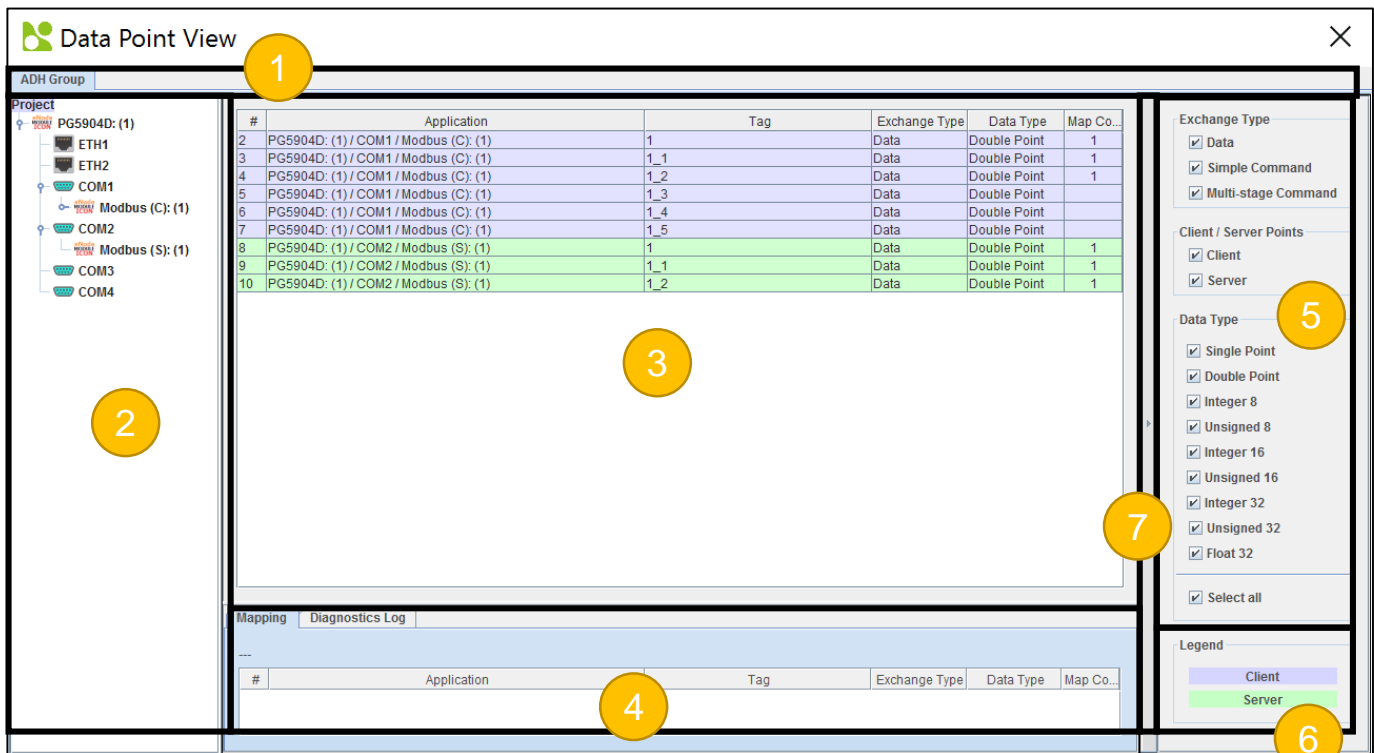 Data Point View
1
ADH Group
Project
PG5904D: (1)
ETH1
ETH2
COM1
Modbus (C): (1)
COM2
Modbus (S): (1)
COM3
COM4
2
# Application Tag Exchange Type Data Type Map Co...
2 PG5904D: (1) / COM1 / Modbus (C): (1) 1 Data Double Point 1
3 PG5904D: (1) / COM1 / Modbus (C): (1) 1_1 Data Double Point 1
4 PG5904D: (1) / COM1 / Modbus (C): (1) 1_2 Data Double Point 1
5 PG5904D: (1) / COM1 / Modbus (C): (1) 1_3 Data Double Point
6 PG5904D: (1) / COM1 / Modbus (C): (1) 1_4 Data Double Point
7 PG5904D: (1) / COM1 / Modbus (C): (1) 1_5 Data Double Point
8 PG5904D: (1) / COM2 / Modbus (S): (1) 1 Data Double Point 1
9 PG5904D: (1) / COM2 / Modbus (S): (1) 1_1 Data Double Point 1
10 PG5904D: (1) / COM2 / Modbus (S): (1) 1_2 Data Double Point 1
3
Mapping Diagnostics Log
---
# Application Tag Exchange Type Data Type Map Co...
4
Exchange Type
Data
Simple Command
Multi-stage Command
Client / Server Points
Client
Server
5
Data Type
Single Point
Double Point
Integer 8
Unsigned 8
Integer 16
Unsigned 16
Integer 32
Unsigned 32
Float 32
7
Select all
Legend
Client
Server
6